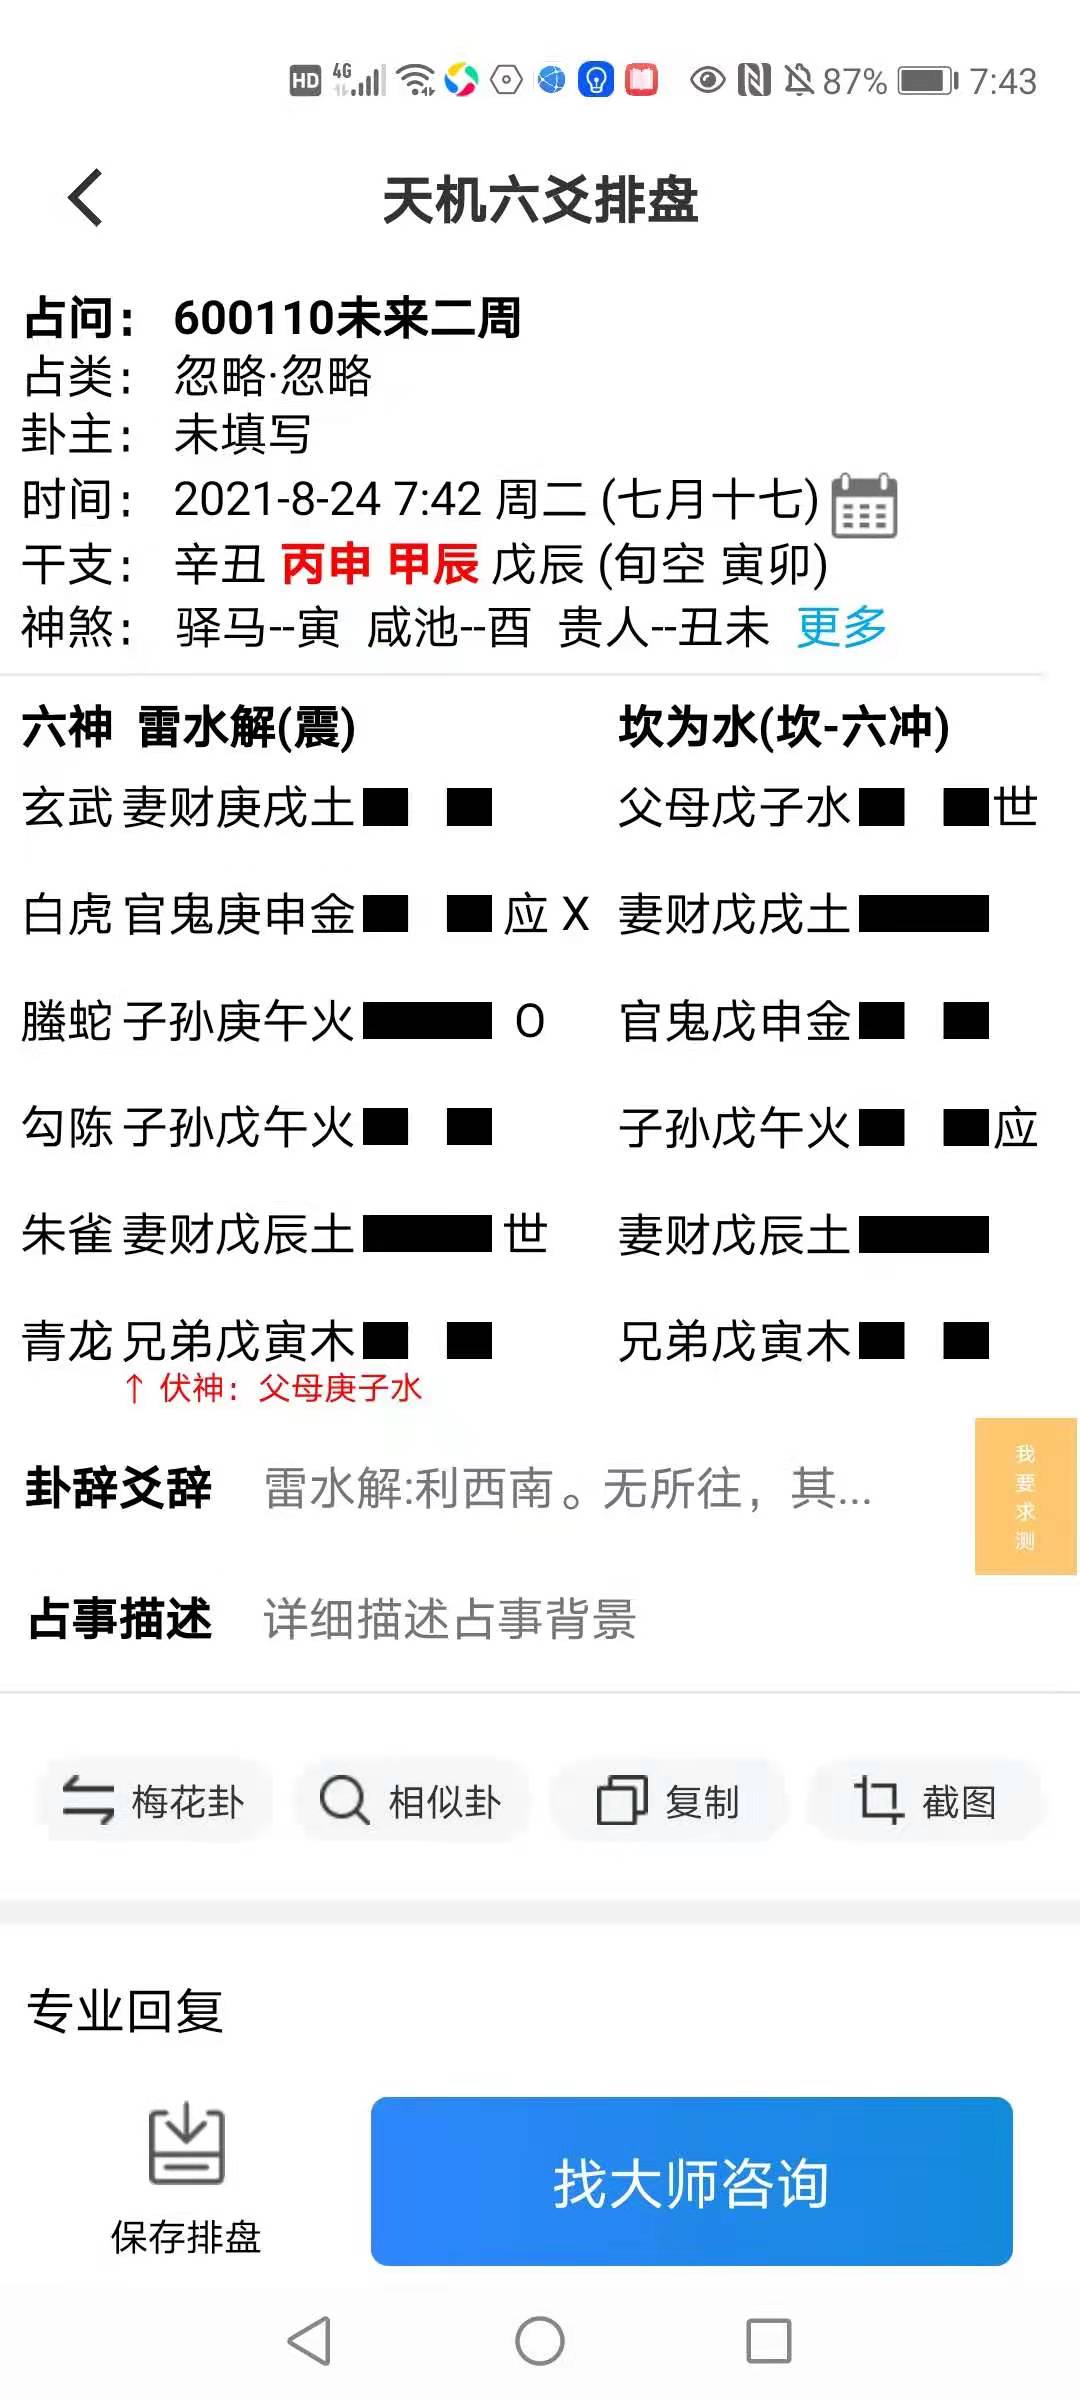 HD 4G 87% 7:43
天机六爻排盘
占问： 600110未来二周
占类： 忽略·忽略
卦主： 未填写
时间： 2021-8-24 7:42 周二 (七月十七)
干支： 辛丑 丙申 甲辰 戊辰 (旬空 寅卯)
神煞： 驿马--寅 咸池--酉 贵人--丑未 更多
六神 雷水解(震) 坎为水(坎-六冲)
玄武 妻财庚戌土 父母戊子水 世
白虎 官鬼庚申金 应 X 妻财戊戌土
螣蛇 子孙庚午火 O 官鬼戊申金
勾陈 子孙戊午火 子孙戊午火 应
朱雀 妻财戊辰土 世 妻财戊辰土
青龙 兄弟戊寅木 兄弟戊寅木
↑ 伏神：父母庚子水
卦辞爻辞 雷水解:利西南。无所往，其...
我要求测
占事描述 详细描述占事背景
梅花卦 相似卦 复制 截图
专业回复
保存排盘 找大师咨询